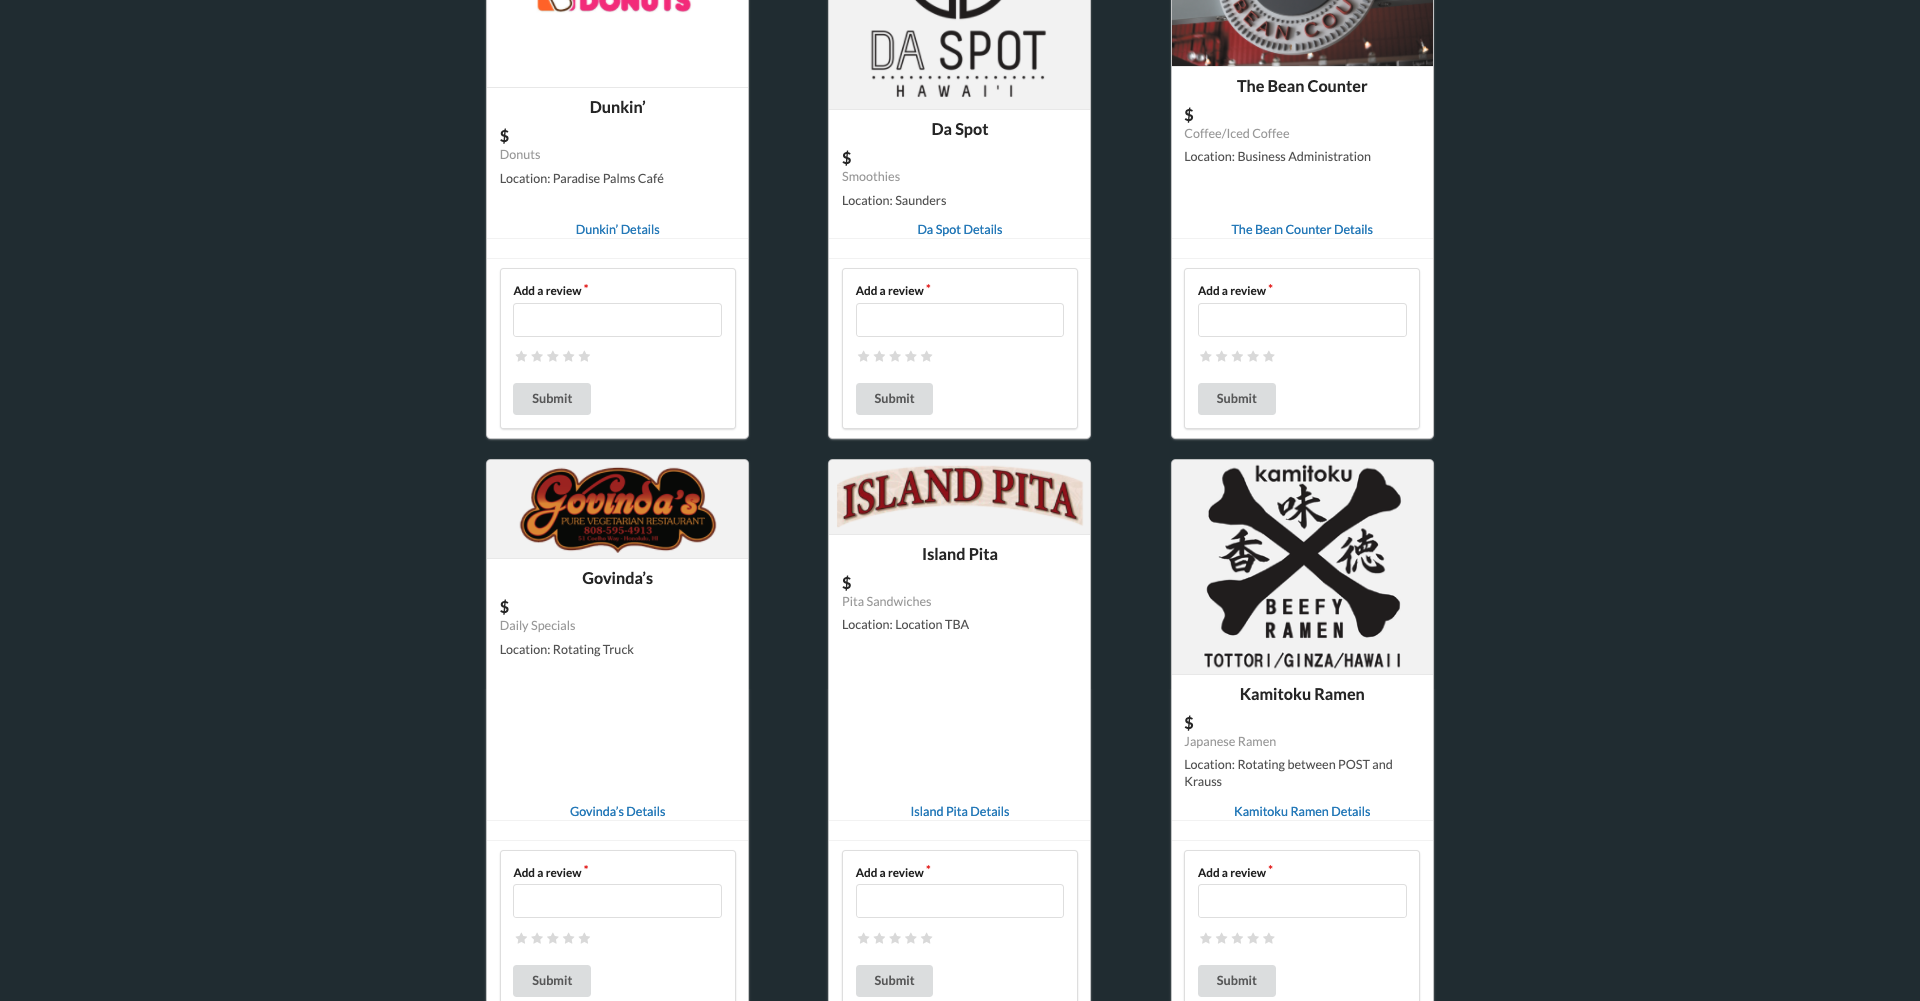 DONUTS
Dunkin’
$
Donuts
Location: Paradise Palms Café
Dunkin’ Details
Add a review *
Submit
DA SPOT
HAWAI'I
Da Spot
$
Smoothies
Location: Saunders
Da Spot Details
Add a review *
Submit
BEAN·COU
The Bean Counter
$
Coffee/Iced Coffee
Location: Business Administration
The Bean Counter Details
Add a review *
Submit
Govinda's
PURE VEGETARIAN RESTAURANT
808-595-4913
51 Coelho Way - Honolulu, HI
Govinda’s
$
Daily Specials
Location: Rotating Truck
Govinda’s Details
Add a review *
Submit
ISLAND PITA
Island Pita
$
Pita Sandwiches
Location: Location TBA
Island Pita Details
Add a review *
Submit
kamitoku
味
香 徳
BEEFY
RAMEN
TOTTORI/GINZA/HAWAII
Kamitoku Ramen
$
Japanese Ramen
Location: Rotating between POST and
Krauss
Kamitoku Ramen Details
Add a review *
Submit